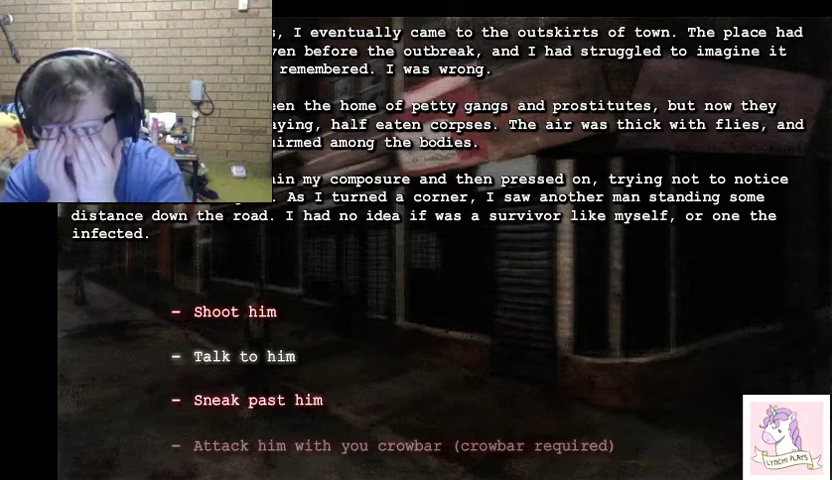 s, I eventually came to the outskirts of town. The place had
ven before the outbreak, and I had struggled to imagine it
remembered. I was wrong.
een the home of petty gangs and prostitutes, but now they
aying, half eaten corpses. The air was thick with flies, and
uirmed among the bodies.
ain my composure and then pressed on, trying not to notice
. As I turned a corner, I saw another man standing some
distance down the road. I had no idea if was a survivor like myself, or one the
infected.
- Shoot him
- Talk to him
- Sneak past him
- Attack him with you crowbar (crowbar required)
PLAYS